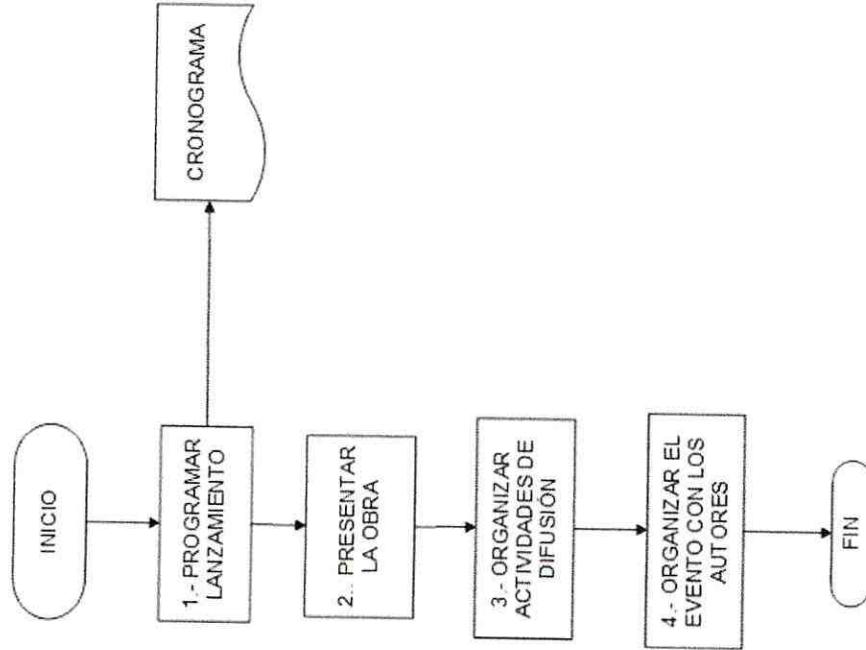 INICIO
1.- PROGRAMAR
LANZAMIENTO
CRONOGRAMA
2.. PRESENTAR
LA OBRA
3.- ORGANIZAR
ACTIVIDADES DE
DIFUSIÓN
4.- ORGANIZAR EL
EVENTO CON LOS
AUTORES
FIN